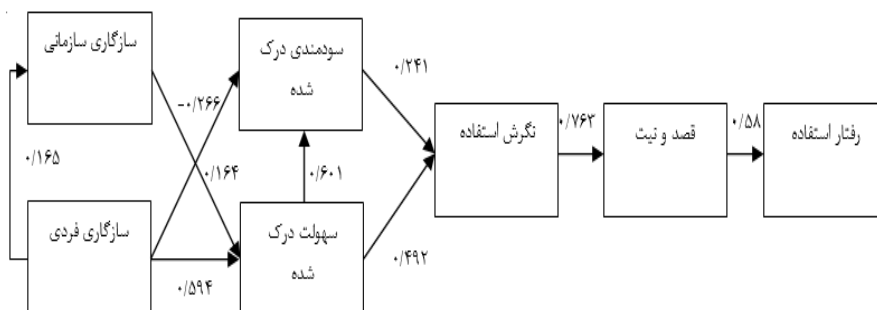 سازگاری سازمانی
سودمندی درک
شده
۰/۲۴۱
-۰/۲۶۶
نگرش استفاده
۰/۷۶۳
قصد و نیت
۰/۵۸
رفتار استفاده
۰/۱۶۵
۰/۱۶۴
۰/۶۰۱
سازگاری فردی
سهولت درک
شده
۰/۴۹۲
۰/۵۹۴